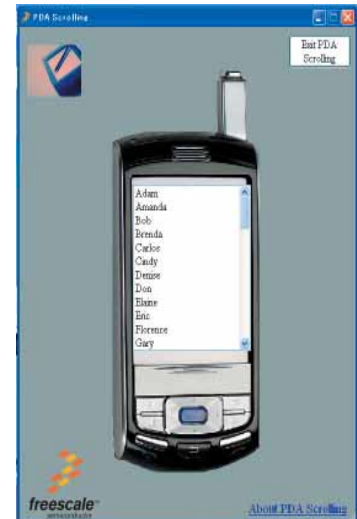 PDA Scrolling
Exit PDA
Scrolling
Adam
Amanda
Bob
Brenda
Carlos
Cindy
Denise
Don
Elaine
Eric
Florence
Gary
freescale™
semiconductor
About PDA Scrolling